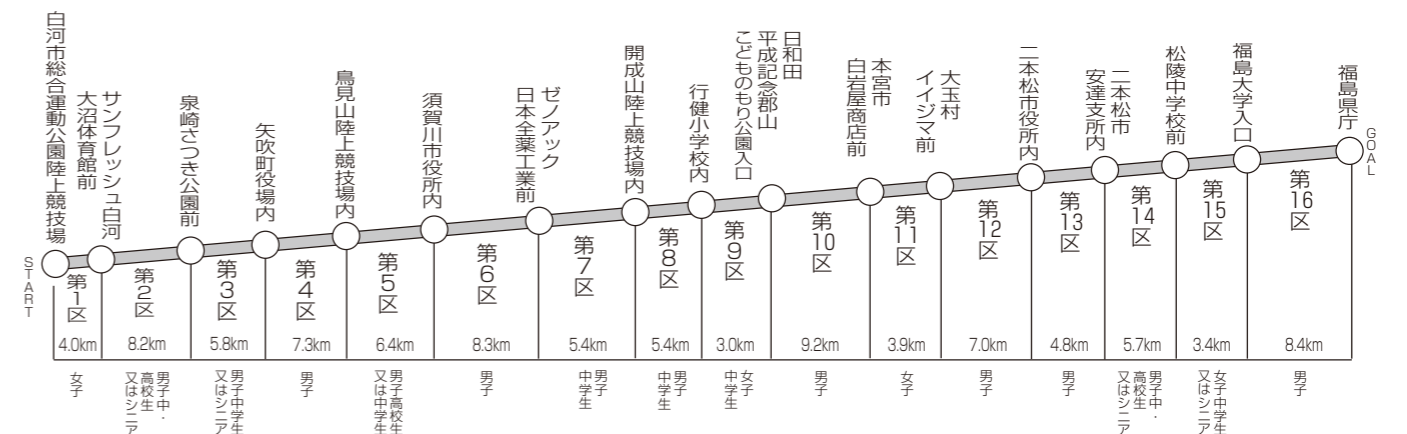 白河市総合運動公園陸上競技場
サンフレッシュ白河
大沼体育館前
泉崎さつき公園前
矢吹町役場内
鳥見山陸上競技場内
須賀川市役所内
ゼノアック
日本全薬工業前
開成山陸上競技場内
行健小学校内
日和田
平成記念郡山
こどものもり公園入口
本宮市
白岩屋商店前
大玉村
イイジマ前
二本松市役所内
二本松市
安達支所内
松陵中学校前
福島大学入口
福島県庁
START
GOAL
第1区
第2区
第3区
第4区
第5区
第6区
第7区
第8区
第9区
第10区
第11区
第12区
第13区
第14区
第15区
第16区
4.0km
8.2km
5.8km
7.3km
6.4km
8.3km
5.4km
5.4km
3.0km
9.2km
3.9km
7.0km
4.8km
5.7km
3.4km
8.4km
女子
男子中・
高校生
又はシニア
男子中学生
又はシニア
男子
男子高校生
又は中学生
男子
男子
中学生
男子
中学生
女子
中学生
男子
女子
男子
男子
男子中・
高校生
又はシニア
女子中学生
又はシニア
男子